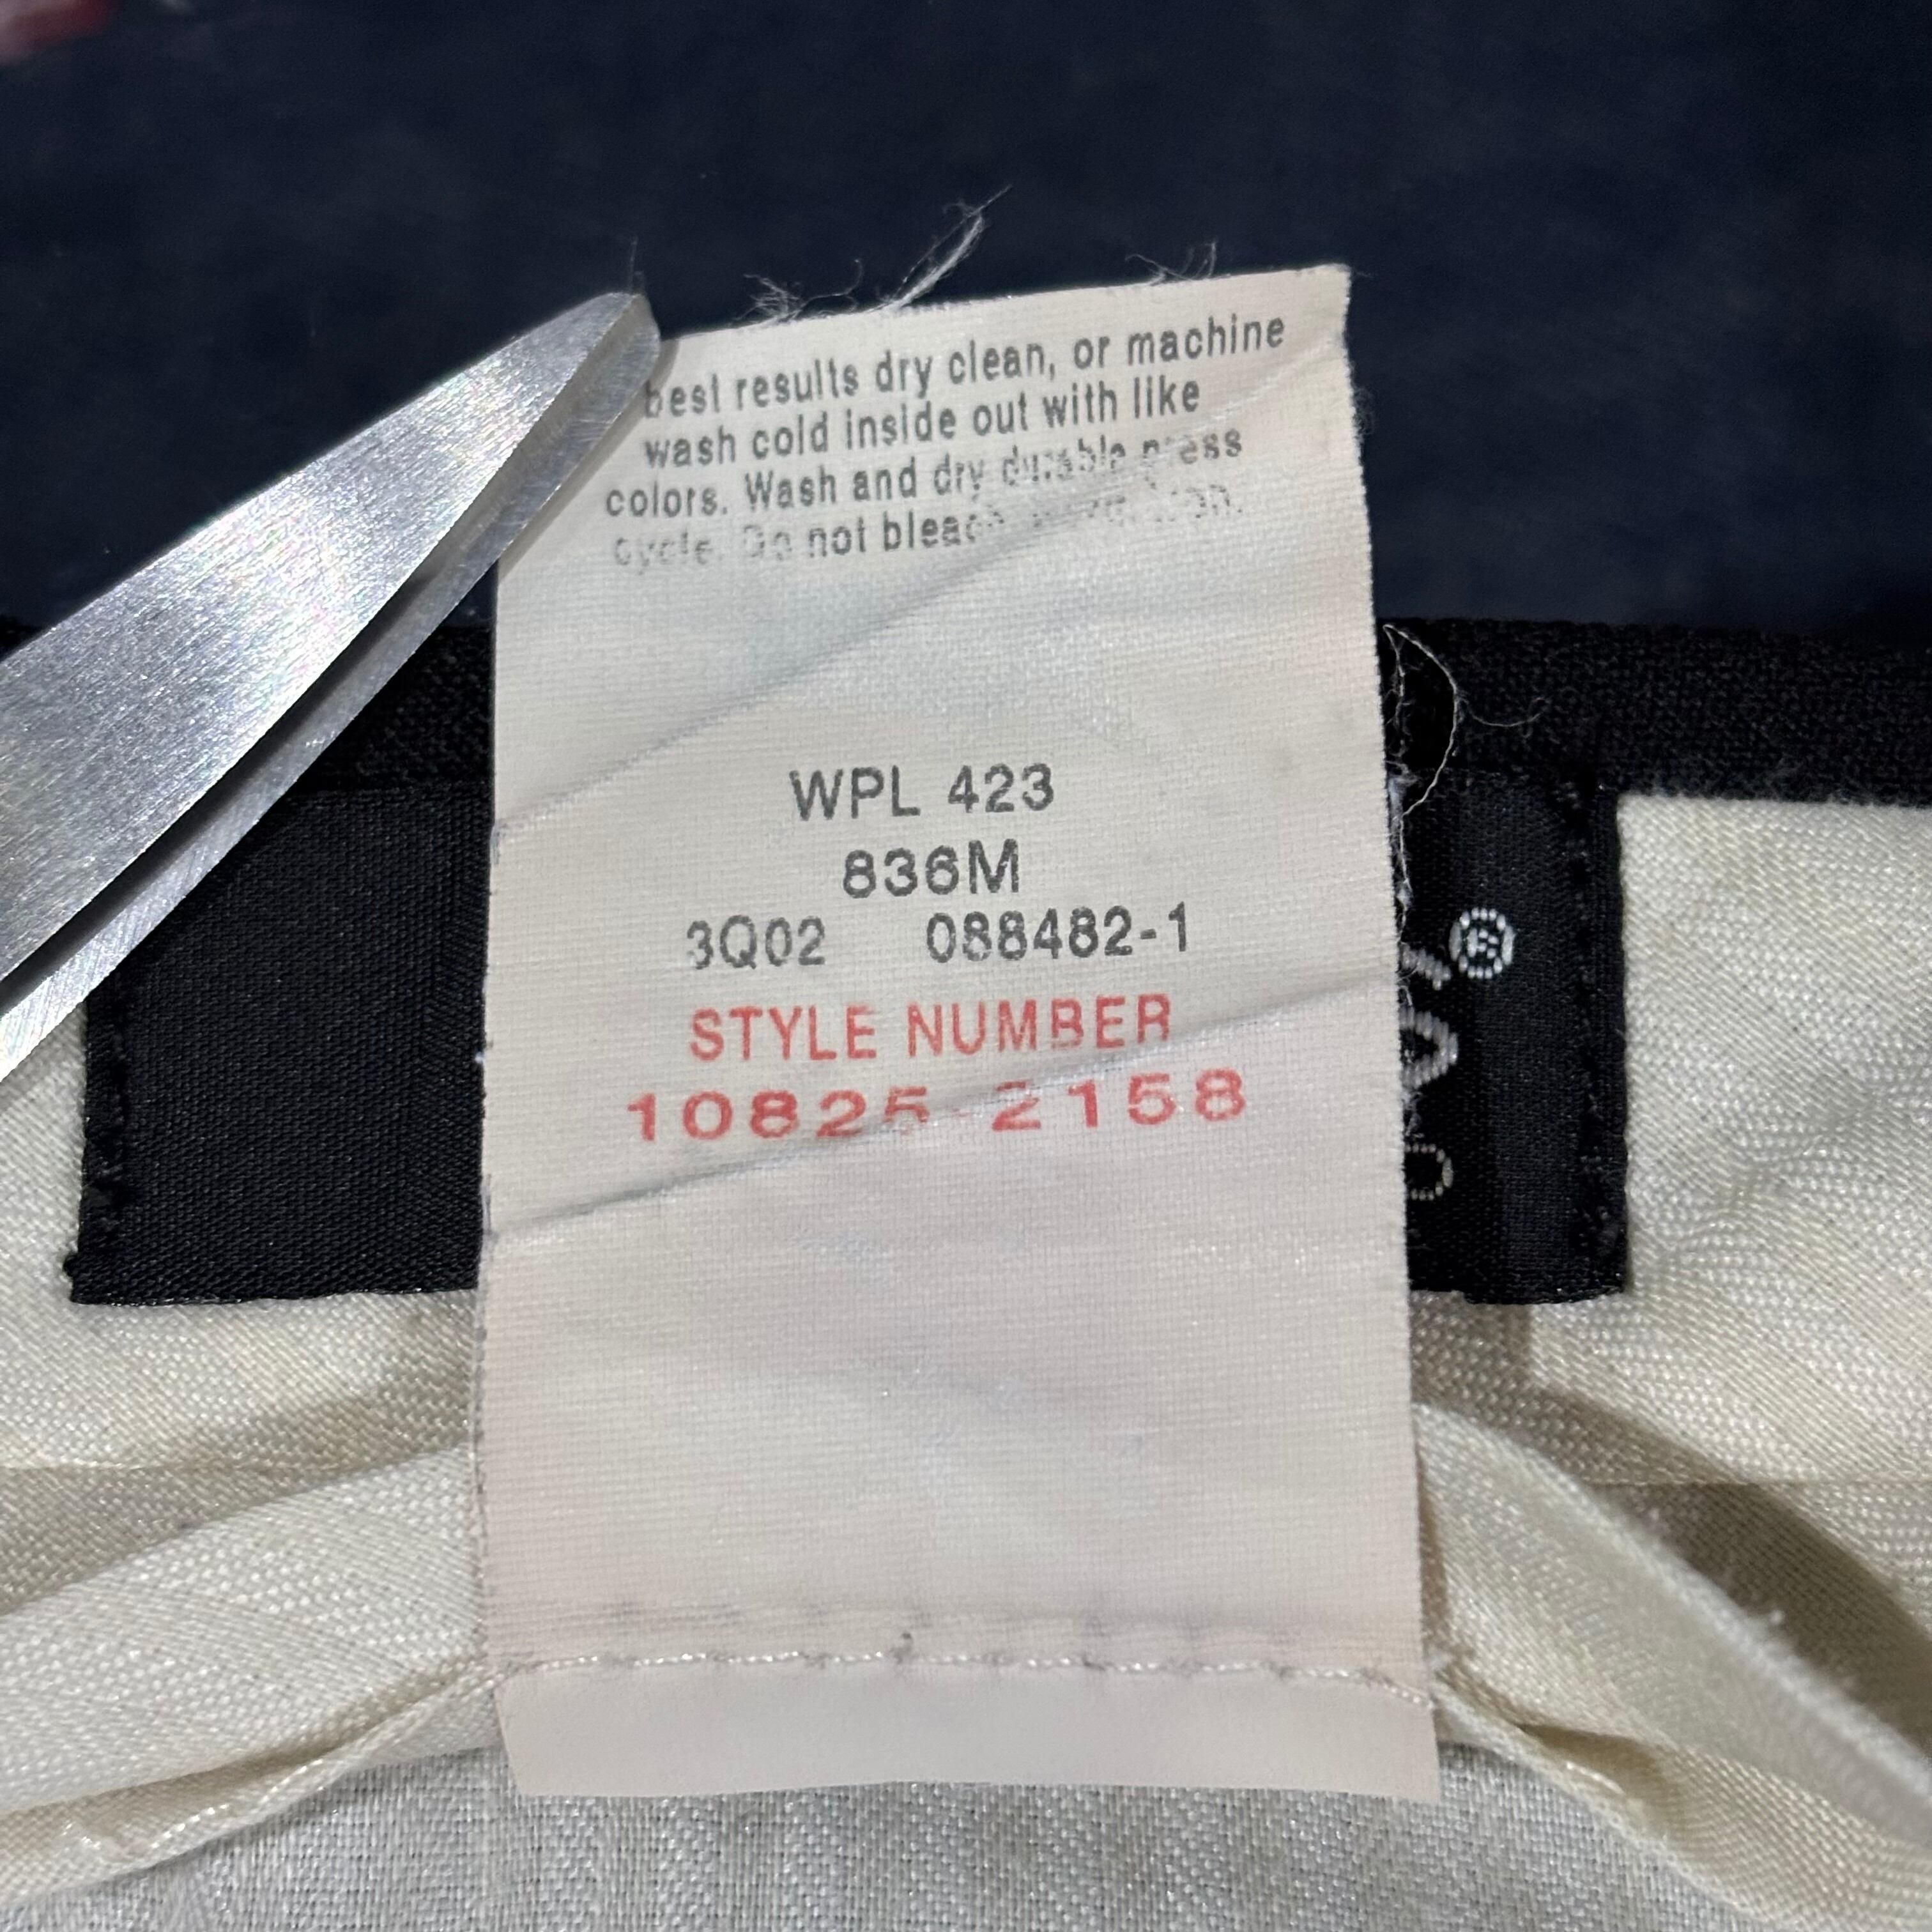 best results dry clean, or machine
wash cold inside out with like
colors. Wash and dry durable press
cycle. Do not bleach. iron.
WPL 423
836M
3Q02 088482-1
STYLE NUMBER
10825-2158
®